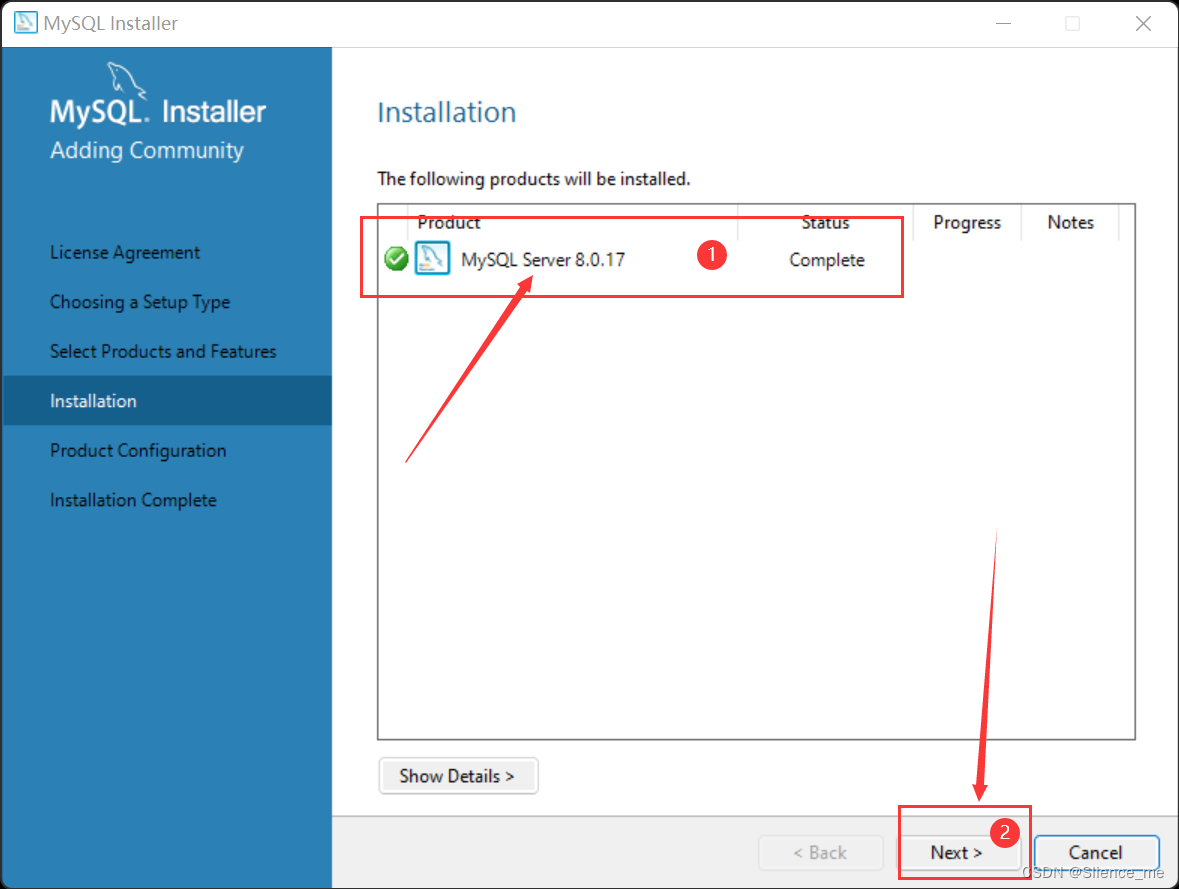 MySQL Installer
MySQL. Installer
Adding Community
License Agreement
Choosing a Setup Type
Select Products and Features
Installation
Product Configuration
Installation Complete
Installation
The following products will be installed.
Product Status Progress Notes
MySQL Server 8.0.17 1 Complete
Show Details >
2
< Back Next > Cancel
CSDN @Slience_me